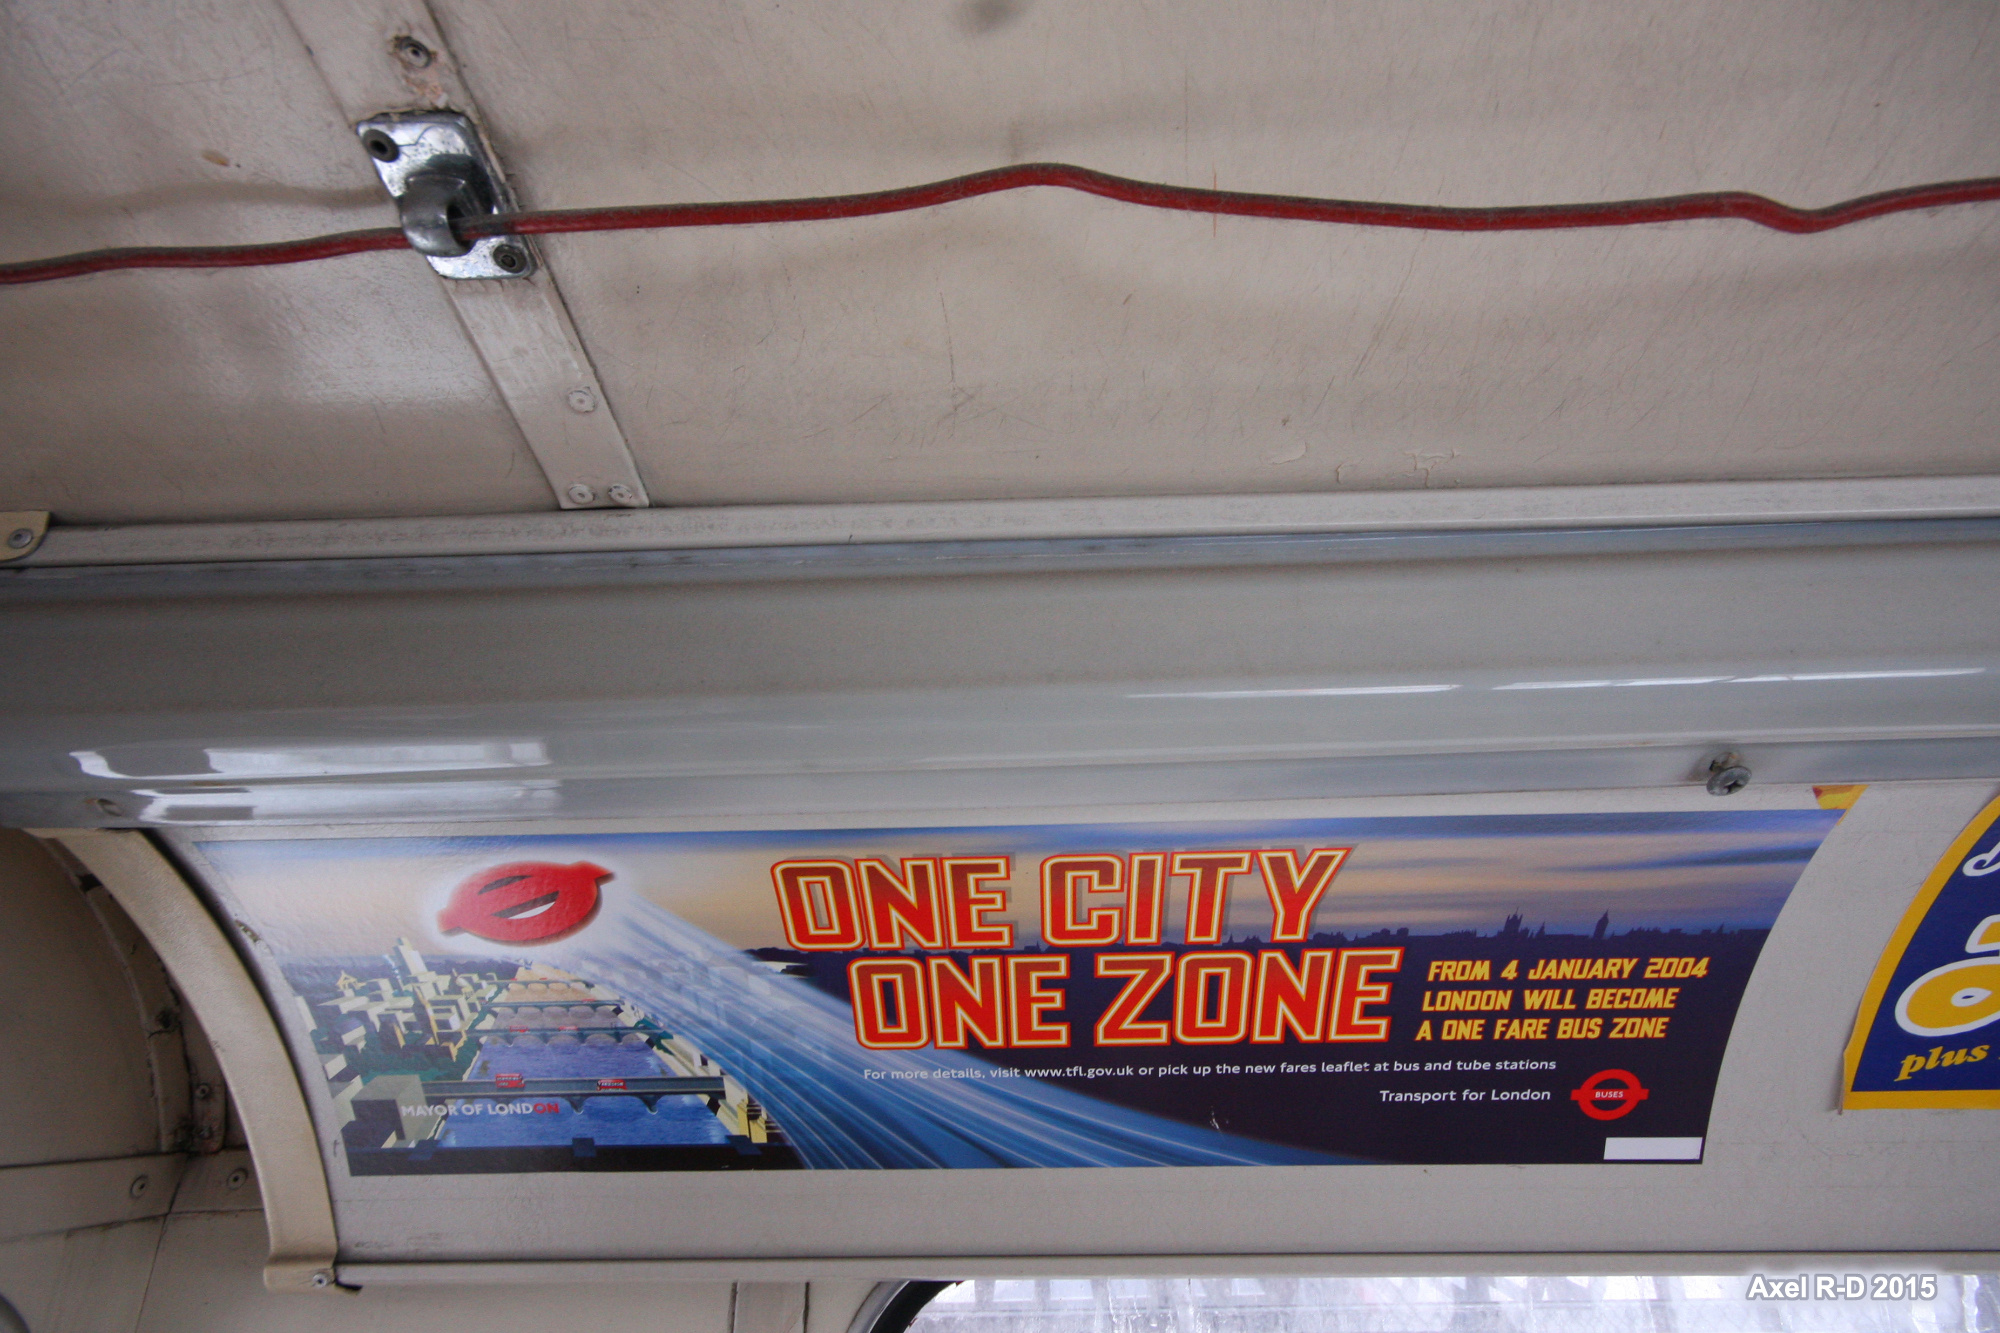 ONE CITY
ONE ZONE
FROM 4 JANUARY 2004
LONDON WILL BECOME
A ONE FARE BUS ZONE
For more details, visit www.tfl.gov.uk or pick up the new fares leaflet at bus and tube stations
Transport for London
BUSES
MAYOR OF LONDON
plus
Axel R-D 2015